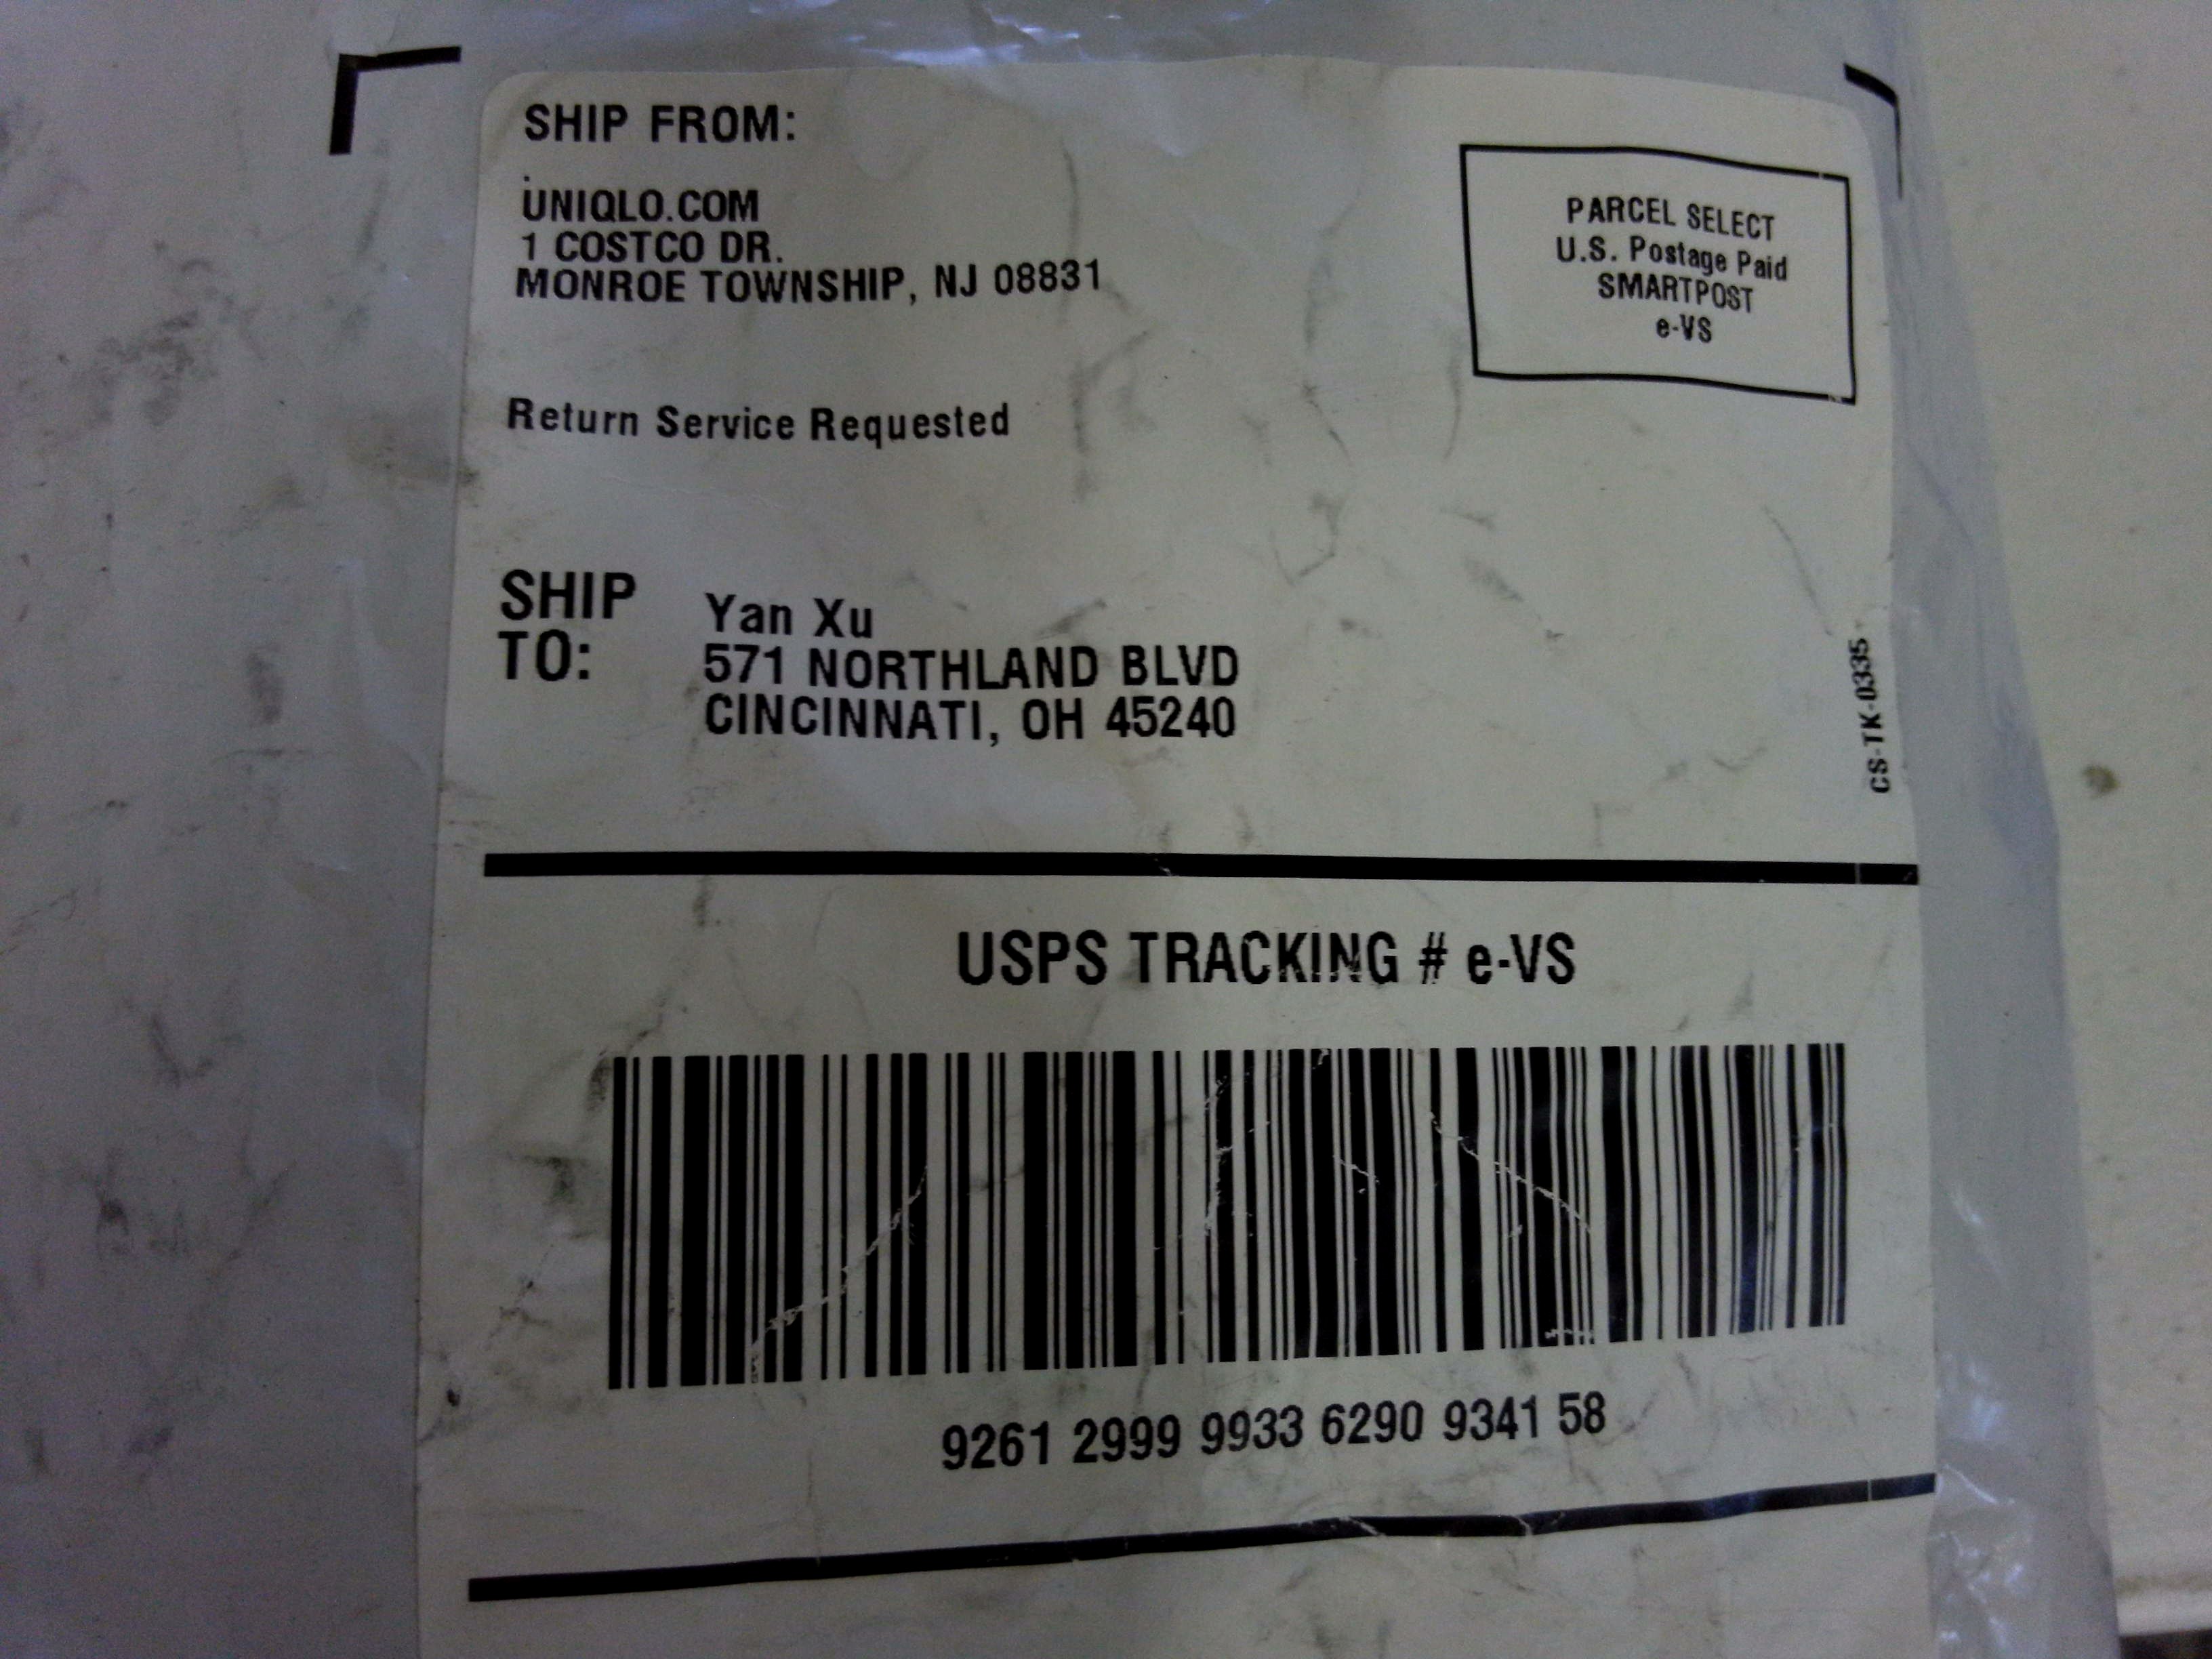 SHIP FROM:
UNIQLO.COM
1 COSTCO DR.
MONROE TOWNSHIP, NJ 08831
PARCEL SELECT
U.S. Postage Paid
SMARTPOST
e-VS
Return Service Requested
SHIP TO:
Yan Xu
571 NORTHLAND BLVD
CINCINNATI, OH 45240
CS-TK-0335
USPS TRACKING # e-VS
9261 2999 9933 6290 9341 58